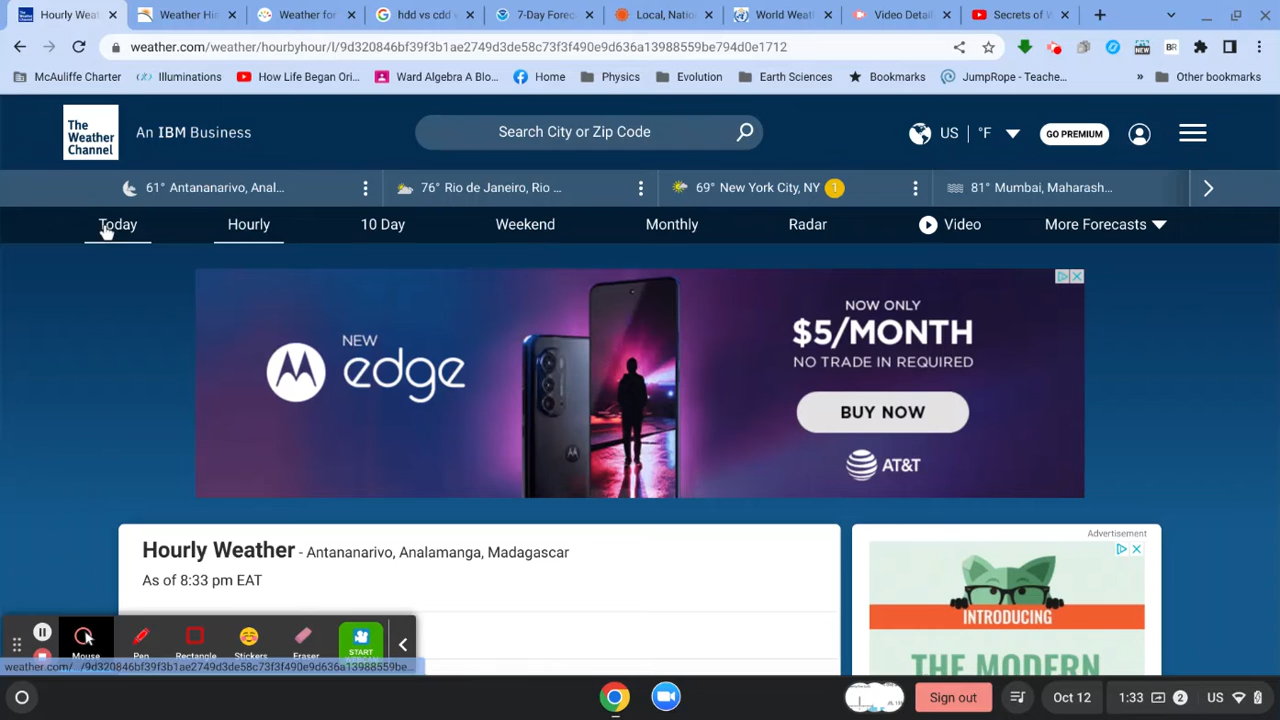 Hourly Wea
Weather His
Weather for
hdd vs cdd v
7-Day Forec
Local, Natio
World Weat
Video Detail
Secrets of W
weather.com/weather/hourbyhour/l/9d320846bf39f3b1ae2749d3de58c73f3f490e9d636a13988559be794d0e1712
NEW
BR
McAuliffe Charter
Illuminations
How Life Began Ori...
Ward Algebra A Blo...
Home
Physics
Evolution
Earth Sciences
Bookmarks
JumpRope - Teache...
»
Other bookmarks
The
Weather
Channel
An IBM Business
Search City or Zip Code
US | °F
GO PREMIUM
61° Antananarivo, Anal...
76° Rio de Janeiro, Rio ...
69° New York City, NY 1
81° Mumbai, Maharash...
Today
Hourly
10 Day
Weekend
Monthly
Radar
Video
More Forecasts
NEW
edge
NOW ONLY
$5/MONTH
NO TRADE IN REQUIRED
BUY NOW
AT&T
Hourly Weather - Antananarivo, Analamanga, Madagascar
As of 8:33 pm EAT
Advertisement
INTRODUCING
THE MODERN
Mouse
Pen
Rectangle
Stickers
Eraser
START
weather.com/.../9d320846bf39f3b1ae2749d3de58c73f3f490e9d636a13988559be...
Sign out
Oct 12
1:33
2
US